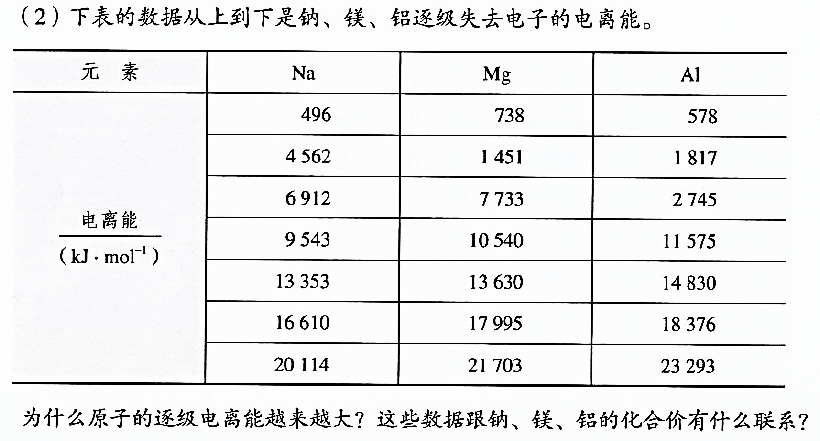 (2)下表的数据从上到下是钠、镁、铝逐级失去电子的电离能。
元 素 Na Mg Al
496 738 578
4 562 1 451 1 817
6 912 7 733 2 745
电离能
(kJ·mol⁻¹)
9 543 10 540 11 575
13 353 13 630 14 830
16 610 17 995 18 376
20 114 21 703 23 293
为什么原子的逐级电离能越来越大?这些数据跟钠、镁、铝的化合价有什么联系?